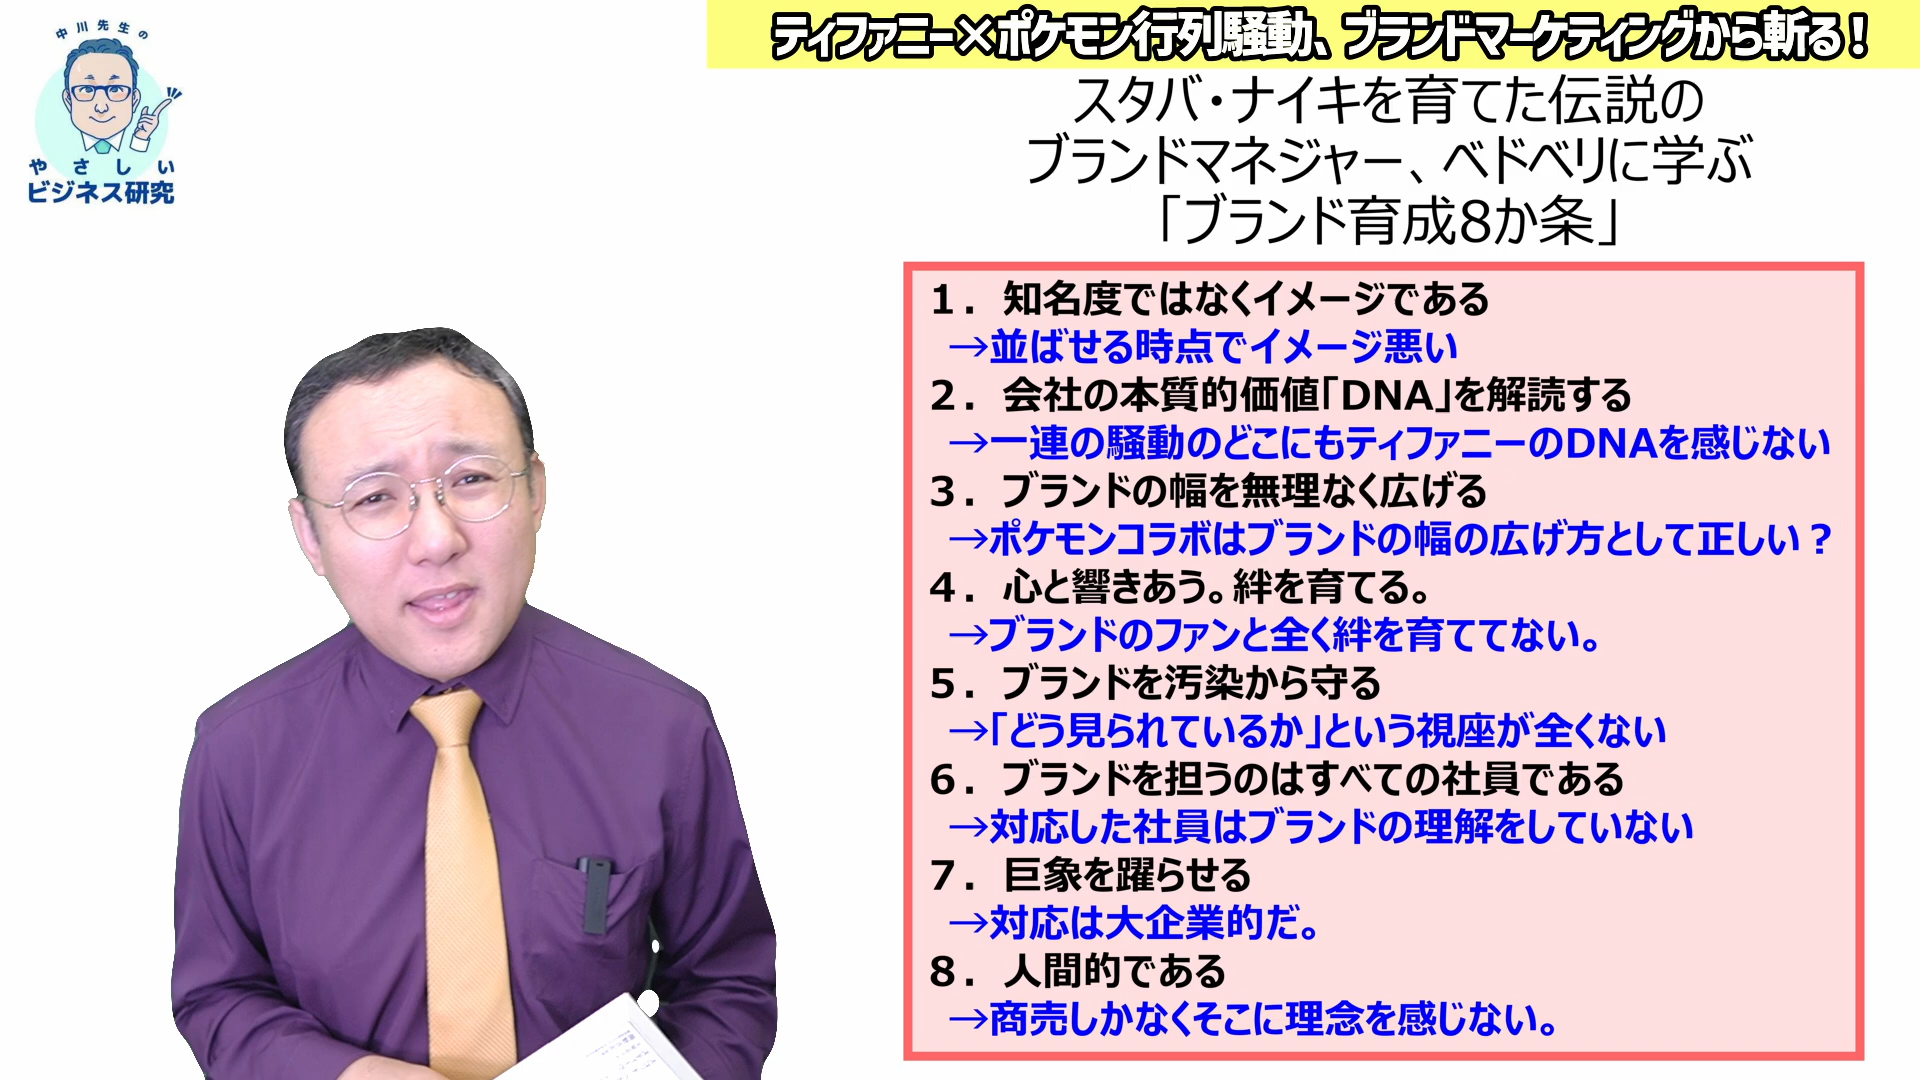 中川先生の
やさしい
ビジネス研究
ティファニー×ポケモン行列騒動、ブランドマーケティングから斬る！
スタバ・ナイキを育てた伝説の
ブランドマネジャー、ベドベリに学ぶ
「ブランド育成8か条」
１．知名度ではなくイメージである
→並ばせる時点でイメージ悪い
２．会社の本質的価値「DNA」を解読する
→一連の騒動のどこにもティファニーのDNAを感じない
３．ブランドの幅を無理なく広げる
→ポケモンコラボはブランドの幅の広げ方として正しい？
４．心と響きあう。絆を育てる。
→ブランドのファンと全く絆を育ててない。
５．ブランドを汚染から守る
→「どう見られているか」という視座が全くない
６．ブランドを担うのはすべての社員である
→対応した社員はブランドの理解をしていない
７．巨象を躍らせる
→対応は大企業的だ。
８．人間的である
→商売しかなくそこに理念を感じない。